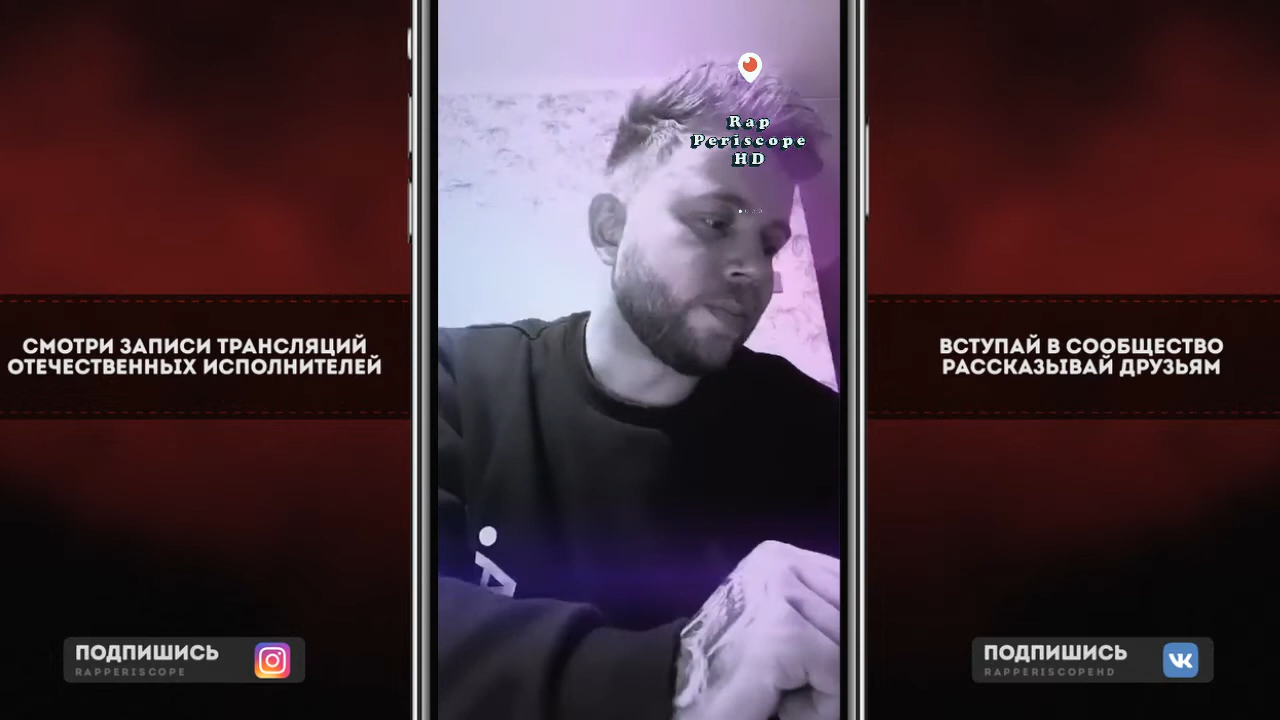 Rap
Periscope
HD
СМОТРИ ЗАПИСИ ТРАНСЛЯЦИЙ
ОТЕЧЕСТВЕННЫХ ИСПОЛНИТЕЛЕЙ
ВСТУПАЙ В СООБЩЕСТВО
РАССКАЗЫВАЙ ДРУЗЬЯМ
ПОДПИШИСЬ
RAPPERISCOPE
ПОДПИШИСЬ
RAPPERISCOPEHD